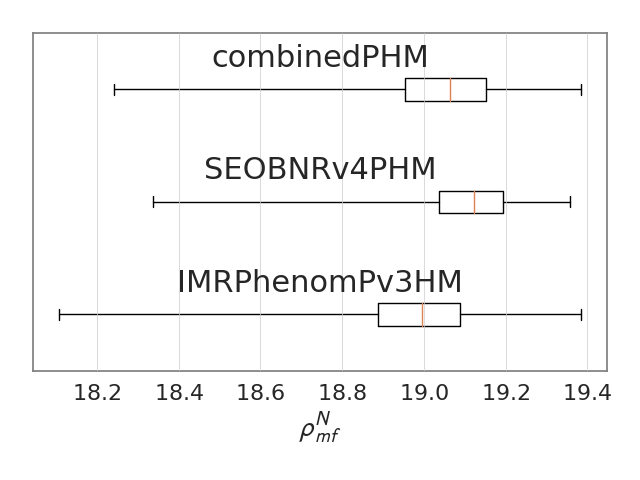 combinedPHM
SEOBNRv4PHM
IMRPhenomPv3HM
18.2 18.4 18.6 18.8 19.0 19.2 19.4
ρ^N_mf